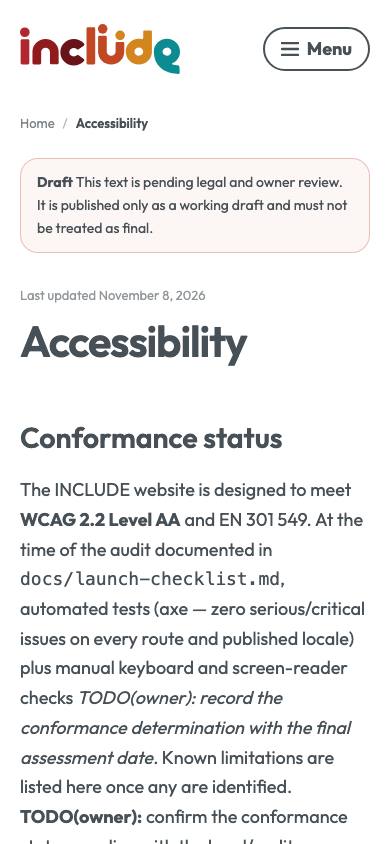 include
Menu
Home / Accessibility
Draft This text is pending legal and owner review.
It is published only as a working draft and must not
be treated as final.
Last updated November 8, 2026
Accessibility
Conformance status
The INCLUDE website is designed to meet
WCAG 2.2 Level AA and EN 301 549. At the
time of the audit documented in
docs/launch-checklist.md,
automated tests (axe — zero serious/critical
issues on every route and published locale)
plus manual keyboard and screen-reader
checks TODO(owner): record the
conformance determination with the final
assessment date. Known limitations are
listed here once any are identified.
TODO(owner): confirm the conformance